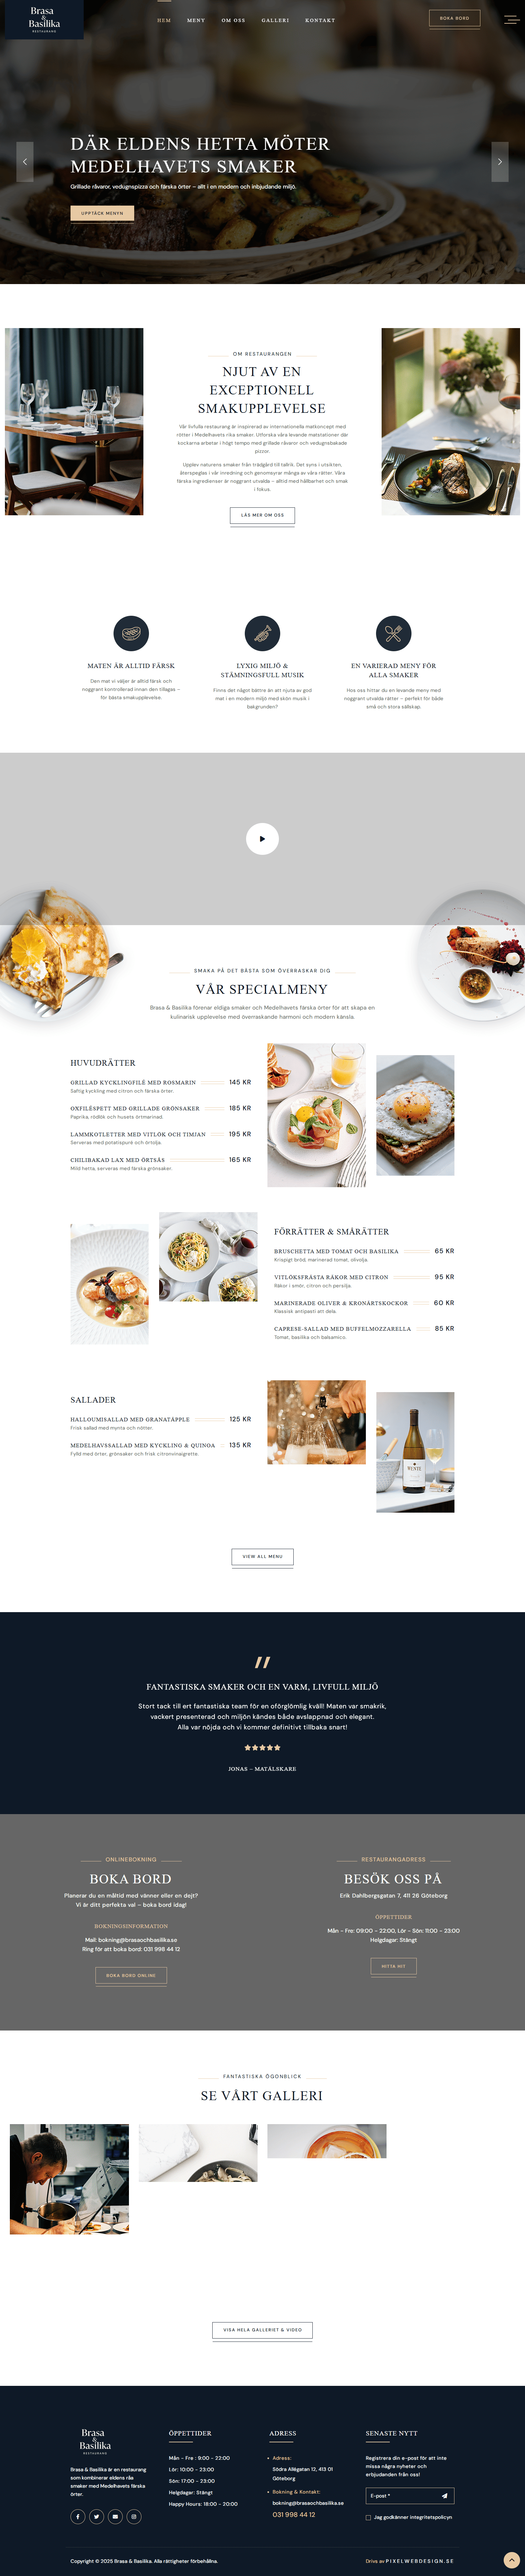 Brasa
&
Basilika
RESTAURANG
HEM
MENY
OM OSS
GALLERI
KONTAKT
BOKA BORD
DÄR ELDENS HETTA MÖTER
MEDELHAVETS SMAKER
Grillade råvaror, vedugnspizza och färska örter – allt i en modern och inbjudande miljö.
UPPTÄCK MENYN
OM RESTAURANGEN
NJUT AV EN
EXCEPTIONELL
SMAKUPPLEVELSE
Vår livfulla restaurang är inspirerad av internationella matkoncept med
rötter i Medelhavets rika smaker. Utforska våra levande matstationer där
kockarna arbetar i högt tempo med grillade råvaror och vedugnsbakade
pizzor.
Upplev naturens smaker från trädgård till tallrik. Det syns i utsikten,
återspeglas i vår inredning och genomsyrar många av våra rätter. Våra
färska ingredienser är noggrant utvalda – alltid med hållbarhet och smak
i fokus.
LÄS MER OM OSS
MATEN ÄR ALLTID FÄRSK
Den mat vi väljer är alltid färsk och
noggrant kontrollerad innan den tillagas –
för bästa smakupplevelse.
LYXIG MILJÖ &
STÄMNINGSFULL MUSIK
Finns det något bättre än att njuta av god
mat i en modern miljö med skön musik i
bakgrunden?
EN VARIERAD MENY FÖR
ALLA SMAKER
Hos oss hittar du en levande meny med
noggrant utvalda rätter – perfekt för både
små och stora sällskap.
SMAKA PÅ DET BÄSTA SOM ÖVERRASKAR DIG
VÅR SPECIALMENY
Brasa & Basilika förenar eldiga smaker och Medelhavets färska örter för att skapa en
kulinarisk upplevelse med överraskande harmoni och modern känsla.
HUVUDRÄTTER
GRILLAD KYCKLINGFILÉ MED ROSMARIN 145 KR
Saftig kyckling med citron och färska örter.
OXFILÉSPETT MED GRILLADE GRÖNSAKER 185 KR
Paprika, rödlök och husets örtmarinad.
LAMMKOTLETTER MED VITLÖK OCH TIMJAN 195 KR
Serveras med potatispuré och örtolja.
CHILIBAKAD LAX MED ÖRTSÅS 165 KR
Mild hetta, serveras med färska grönsaker.
FÖRRÄTTER & SMÅRÄTTER
BRUSCHETTA MED TOMAT OCH BASILIKA 65 KR
Krispigt bröd, marinerad tomat, olivolja.
VITLÖKSFRÄSTA RÄKOR MED CITRON 95 KR
Räkor i smör, citron och persilja.
MARINERADE OLIVER & KRONÄRTSKOCKOR 60 KR
Klassisk antipasti att dela.
CAPRESE-SALLAD MED BUFFELMOZZARELLA 85 KR
Tomat, basilika och balsamico.
SALLADER
HALLOUMISALLAD MED GRANATÄPPLE 125 KR
Frisk sallad med mynta och nötter.
MEDELHAVSSALLAD MED KYCKLING & QUINOA 135 KR
Fylld med örter, grönsaker och frisk citronvinaigrette.
WENTE
VIEW ALL MENU
FANTASTISKA SMAKER OCH EN VARM, LIVFULL MILJÖ
Stort tack till ert fantastiska team för en oförglömlig kväll! Maten var smakrik,
vackert presenterad och miljön kändes både avslappnad och elegant.
Alla var nöjda och vi kommer definitivt tillbaka snart!
JONAS – MATÄLSKARE
ONLINEBOKNING
BOKA BORD
Planerar du en måltid med vänner eller en dejt?
Vi är ditt perfekta val – boka bord idag!
BOKNINGSINFORMATION
Mail: bokning@brasaochbasilika.se
Ring för att boka bord: 031 998 44 12
BOKA BORD ONLINE
RESTAURANGADRESS
BESÖK OSS PÅ
Erik Dahlbergsgatan 7, 411 26 Göteborg
ÖPPETTIDER
Mån - Fre: 09:00 – 22:00, Lör - Sön: 11:00 - 23:00
Helgdagar: Stängt
HITTA HIT
FANTASTISKA ÖGONBLICK
SE VÅRT GALLERI
VISA HELA GALLERIET & VIDEO
Brasa
&
Basilika
RESTAURANG
Brasa & Basilika är en restaurang
som kombinerar eldens råa
smaker med Medelhavets färska
örter.
ÖPPETTIDER
Mån - Fre : 9:00 - 22:00
Lör: 10:00 - 23:00
Sön: 17:00 - 23:00
Helgdagar: Stängt
Happy Hours: 18:00 - 20:00
ADRESS
Adress:
Södra Allégatan 12, 413 01
Göteborg
Bokning & Kontakt:
bokning@brasaochbasilika.se
031 998 44 12
SENASTE NYTT
Registrera din e-post för att inte
missa några nyheter och
erbjudanden från oss!
E-post *
Jag godkänner integritetspolicyn
Copyright © 2025 Brasa & Basilika. Alla rättigheter förbehållna.
Drivs av PIXELWEBDESIGN.SE